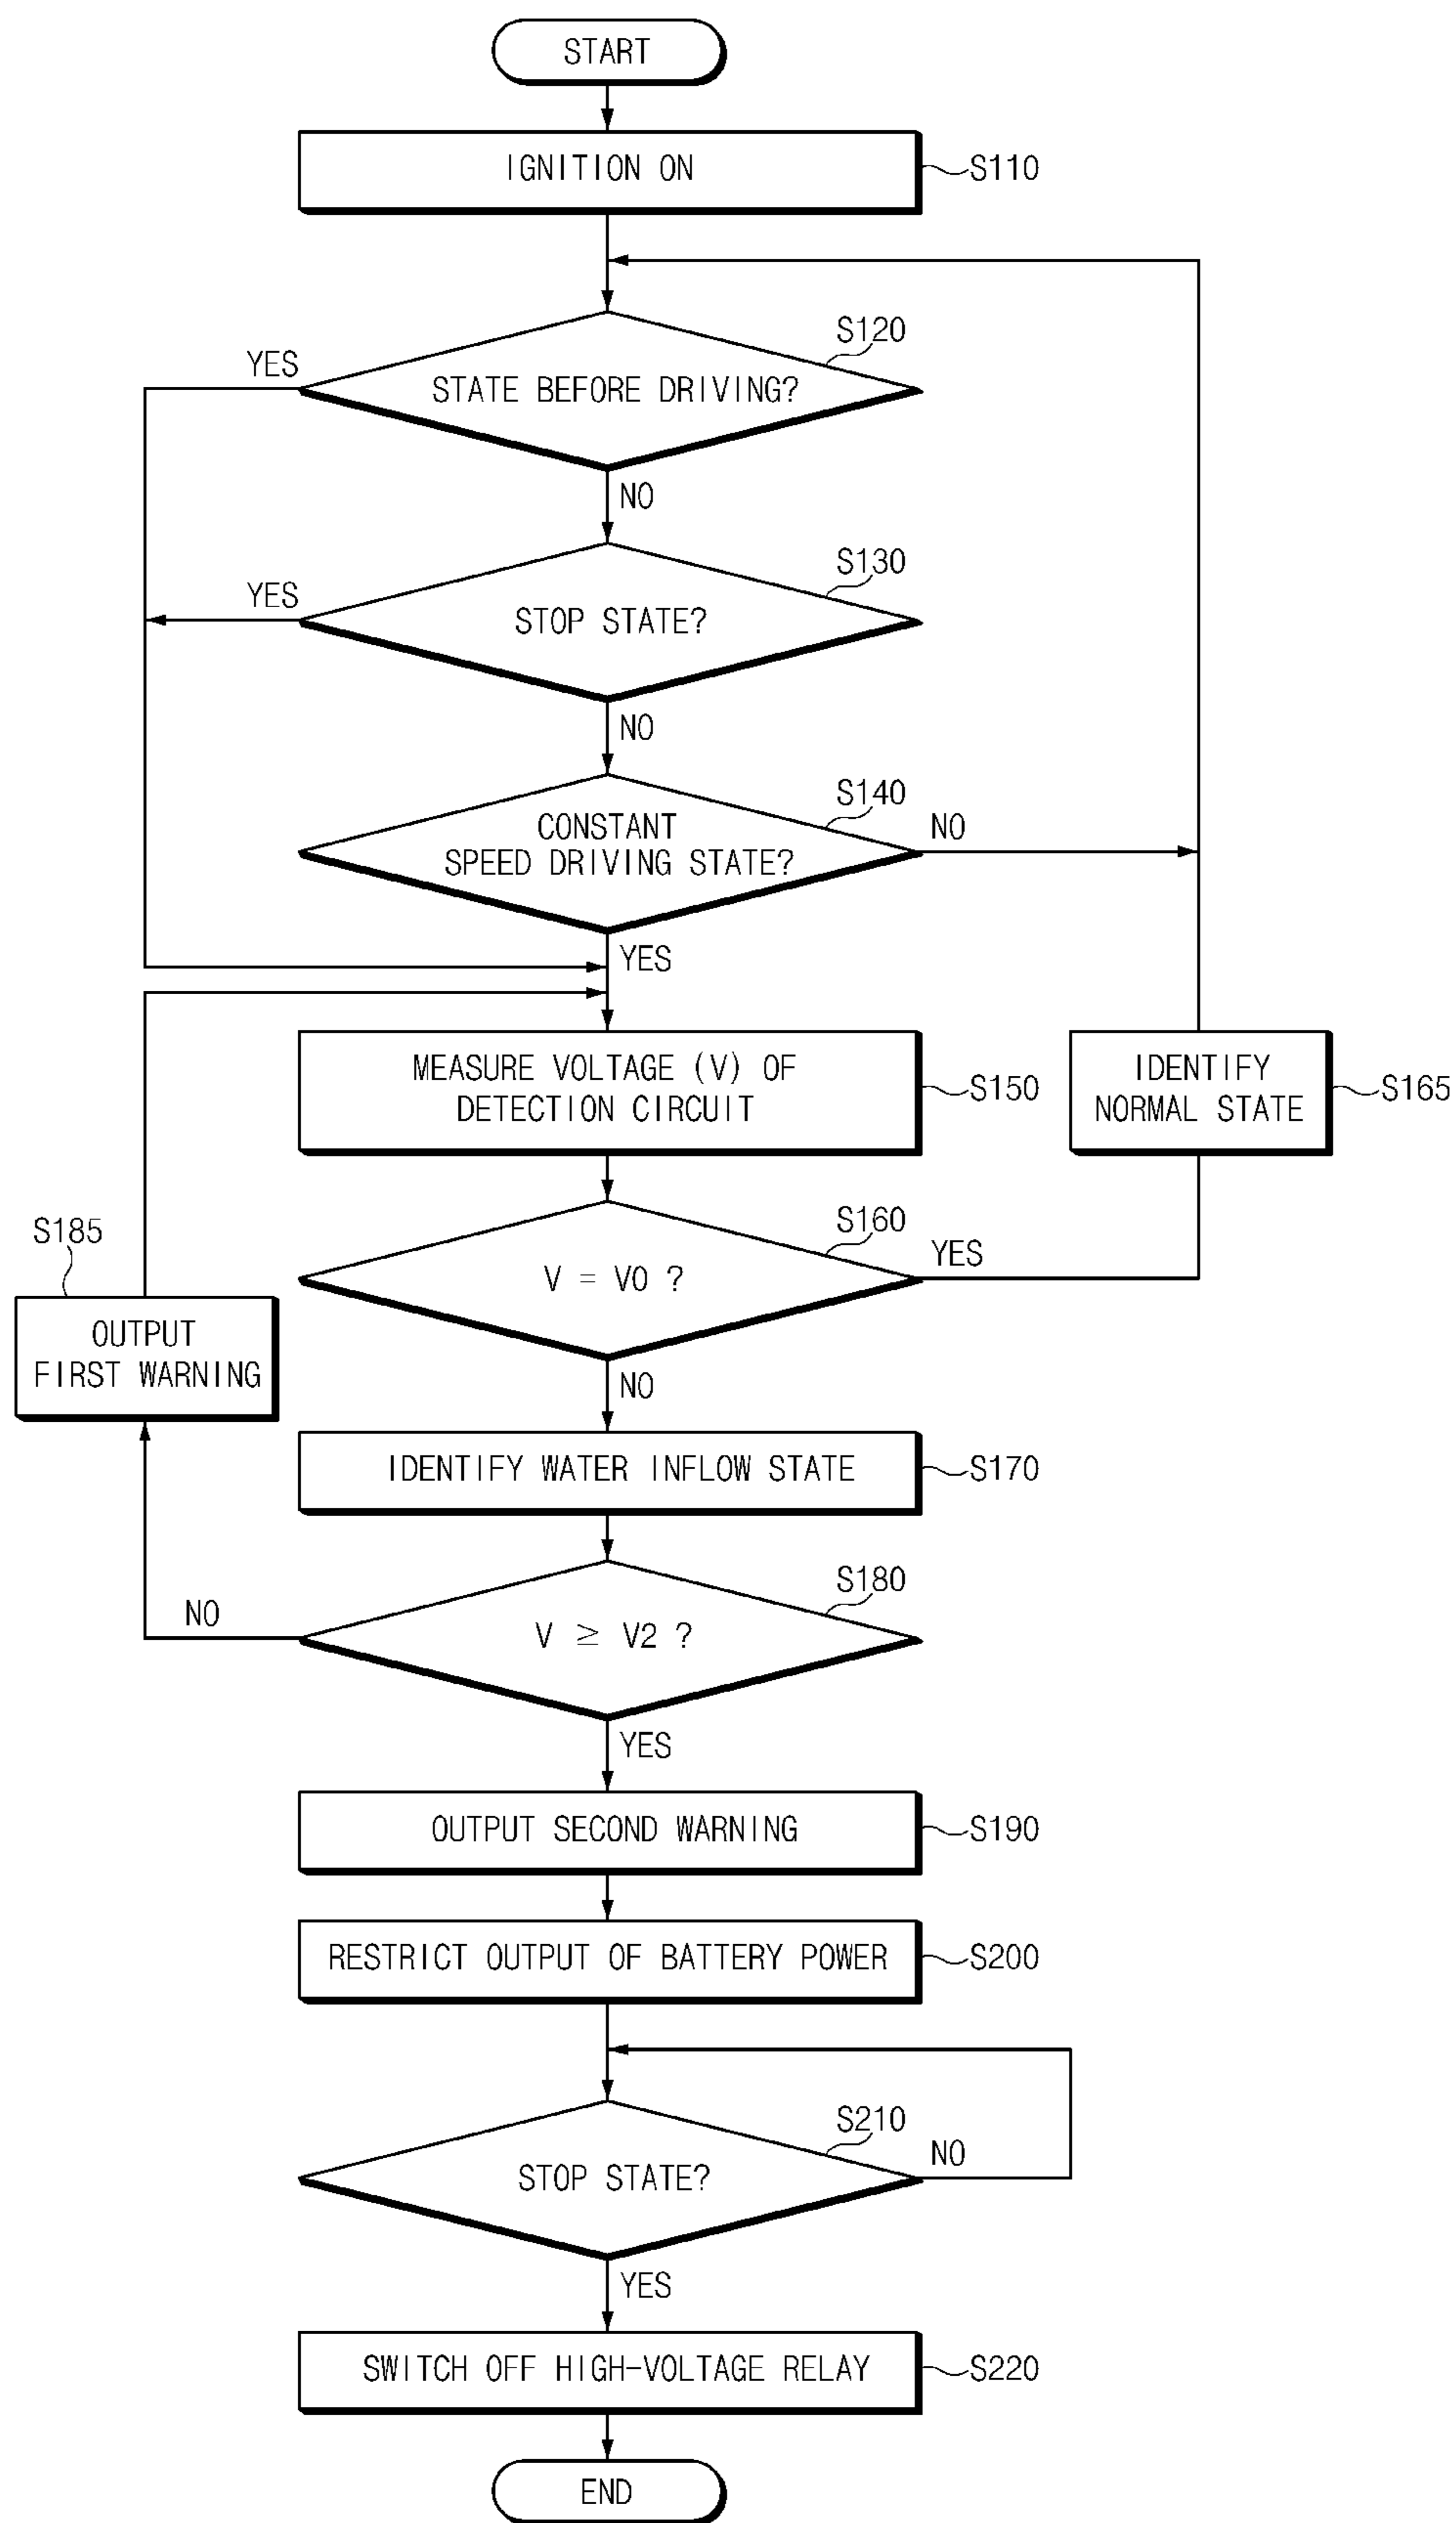 START
IGNITION ON
S110
S120
YES
STATE BEFORE DRIVING?
NO
S130
YES
STOP STATE?
NO
S140
CONSTANT
SPEED DRIVING STATE?
NO
YES
MEASURE VOLTAGE (V) OF
DETECTION CIRCUIT
S150
IDENTIFY
NORMAL STATE
S165
S160
V = V0 ?
YES
NO
S185
OUTPUT
FIRST WARNING
IDENTIFY WATER INFLOW STATE
S170
S180
NO
V ≥ V2 ?
YES
OUTPUT SECOND WARNING
S190
RESTRICT OUTPUT OF BATTERY POWER
S200
S210
STOP STATE?
NO
YES
SWITCH OFF HIGH-VOLTAGE RELAY
S220
END